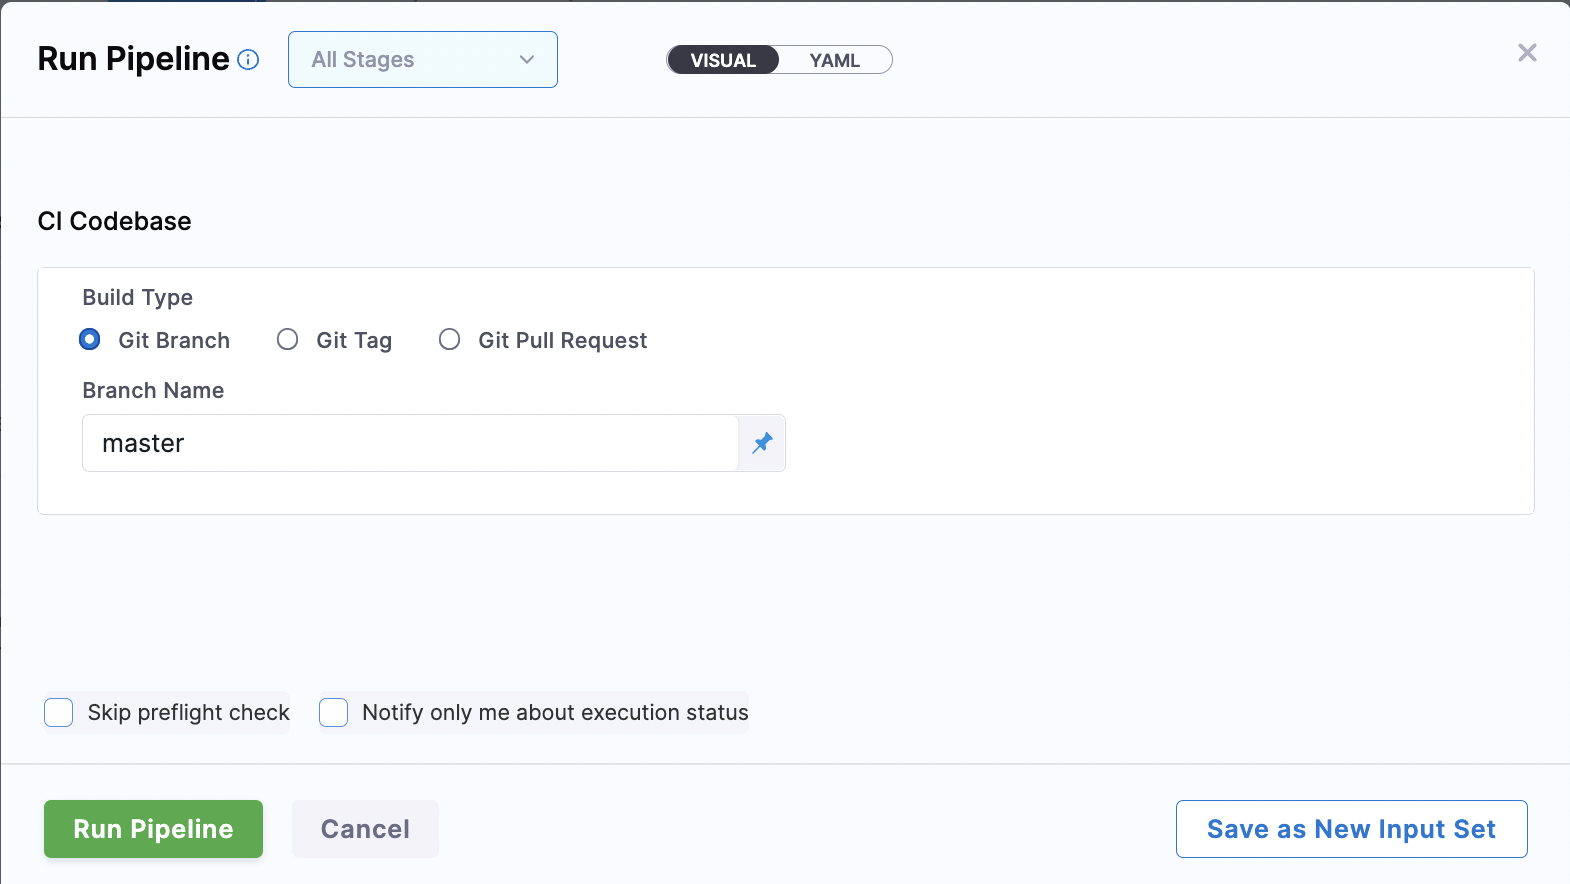 Run Pipeline
All Stages
VISUAL YAML
CI Codebase
Build Type
Git Branch Git Tag Git Pull Request
Branch Name
master
Skip preflight check Notify only me about execution status
Run Pipeline Cancel Save as New Input Set